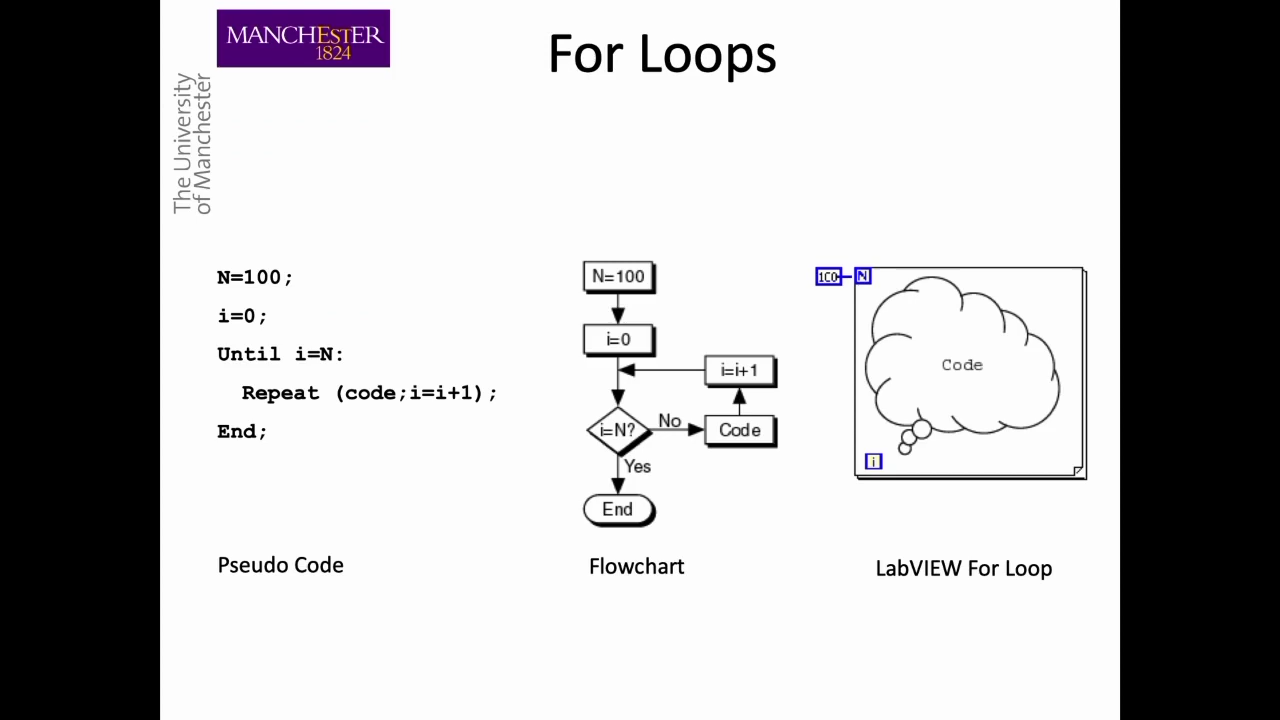 MANCHESTER
1824
The University
of Manchester
For Loops
N=100;
i=0;
Until i=N:
Repeat (code;i=i+1);
End;
Pseudo Code
N=100
i=0
i=i+1
i=N?
No
Code
Yes
End
Flowchart
100
N
Code
i
LabVIEW For Loop